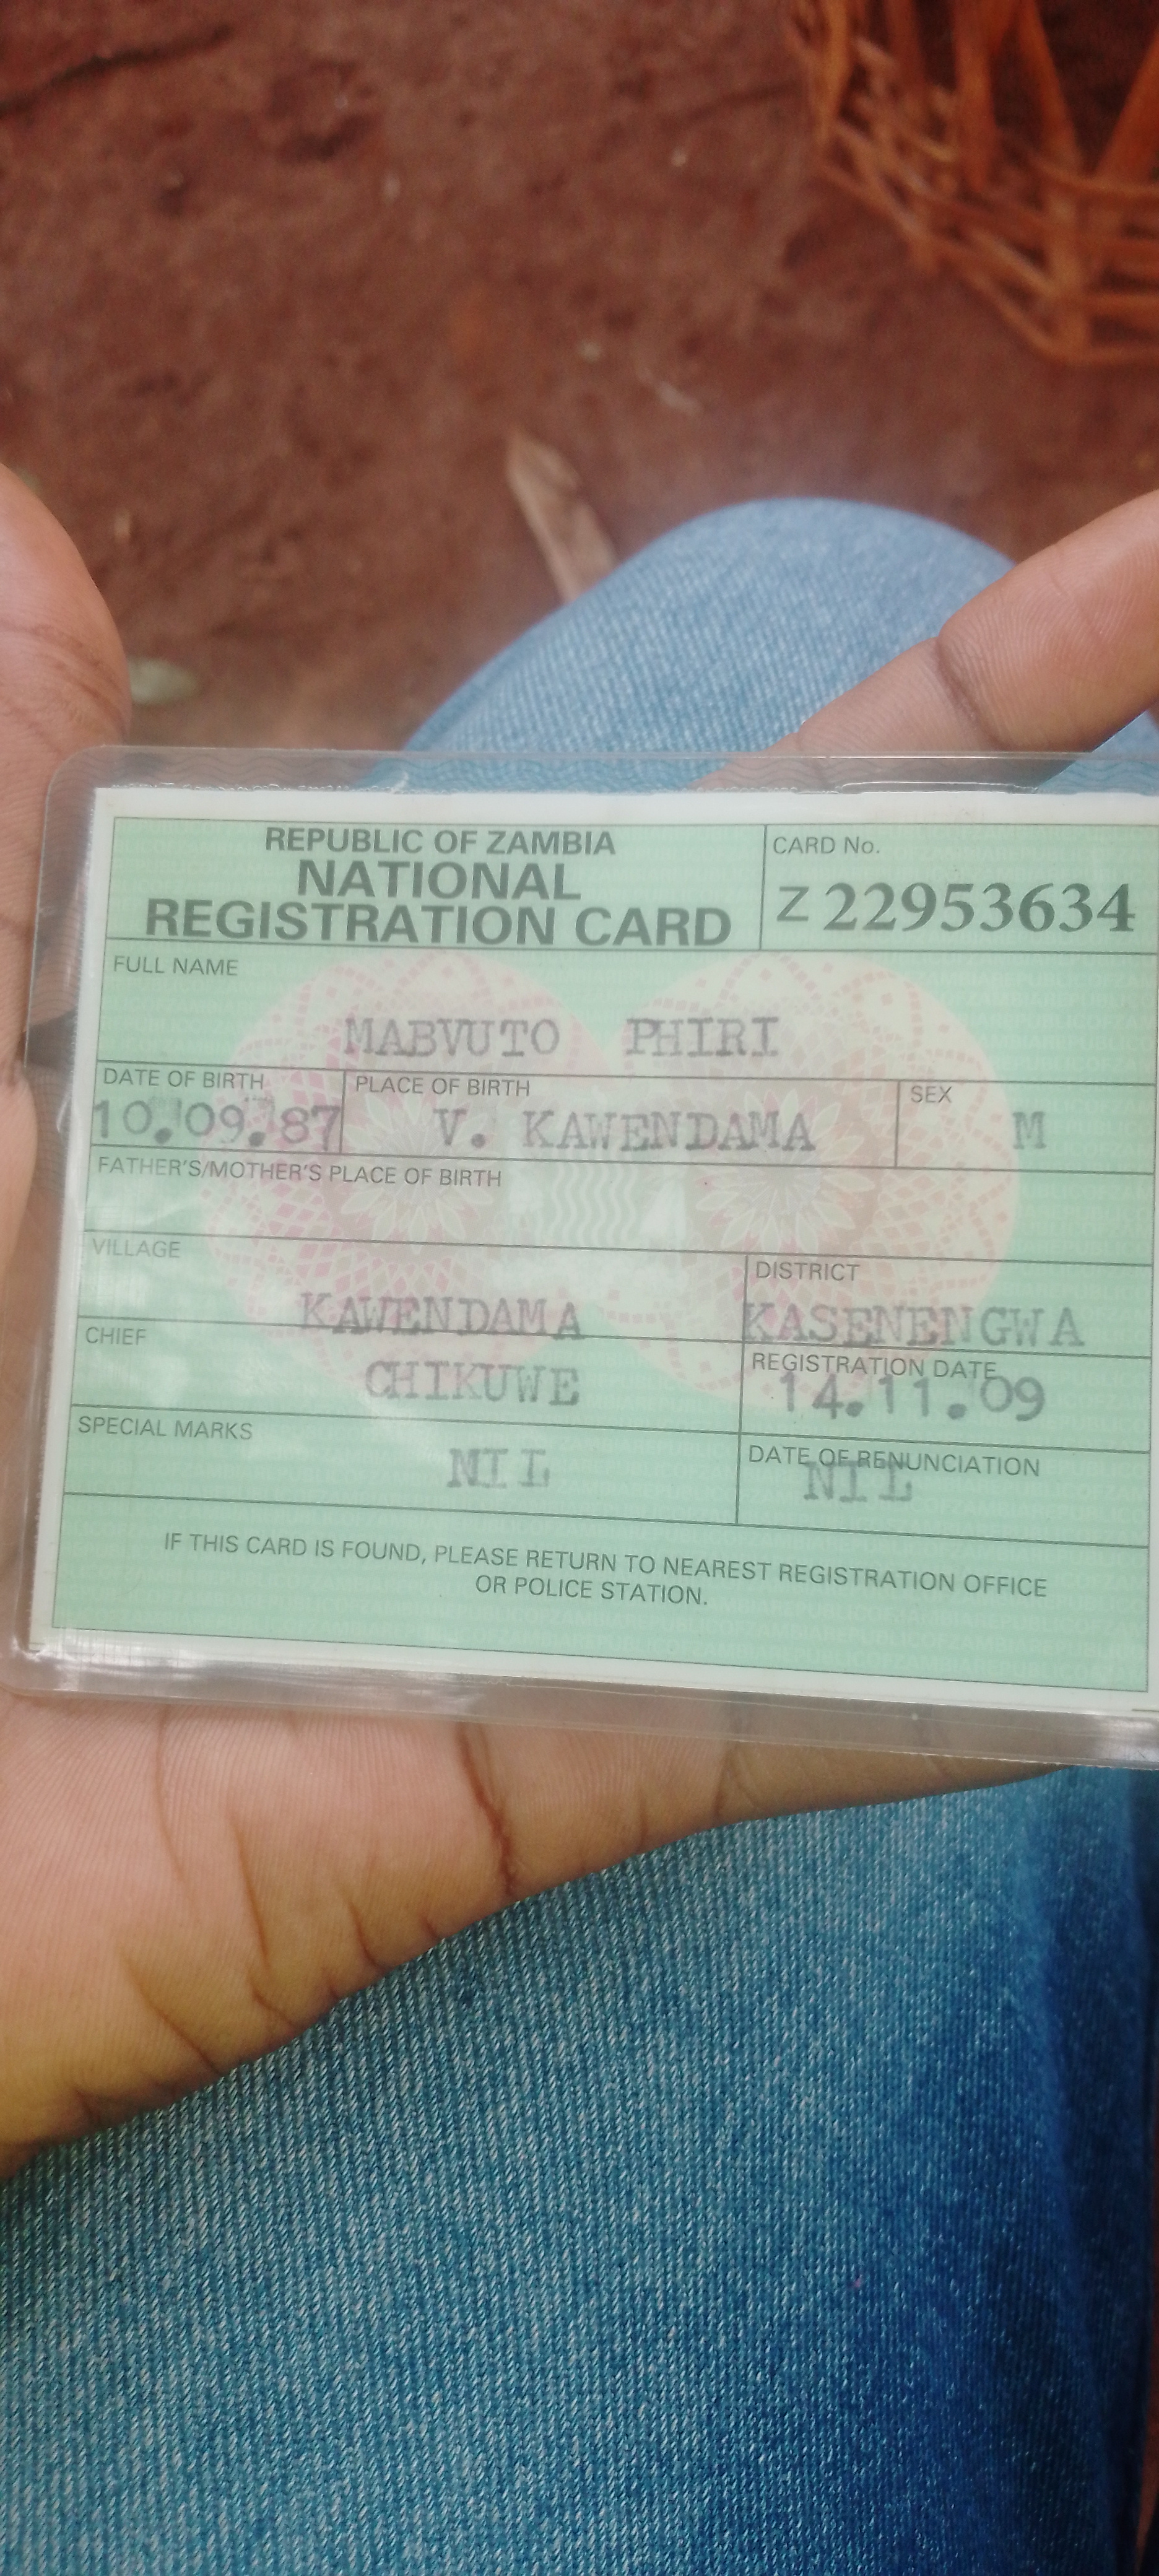 REPUBLIC OF ZAMBIA
NATIONAL
REGISTRATION CARD
CARD No.
Z 22953634
FULL NAME
MABVUTO PHIRI
DATE OF BIRTH
10.09.87
PLACE OF BIRTH
V. KAWENDAMA
SEX
M
FATHER'S/MOTHER'S PLACE OF BIRTH
VILLAGE
KAWENDAMA
DISTRICT
KASENENGWA
CHIEF
CHIKUWE
REGISTRATION DATE
14.11.09
SPECIAL MARKS
NIL
DATE OF RENUNCIATION
NIL
IF THIS CARD IS FOUND, PLEASE RETURN TO NEAREST REGISTRATION OFFICE
OR POLICE STATION.